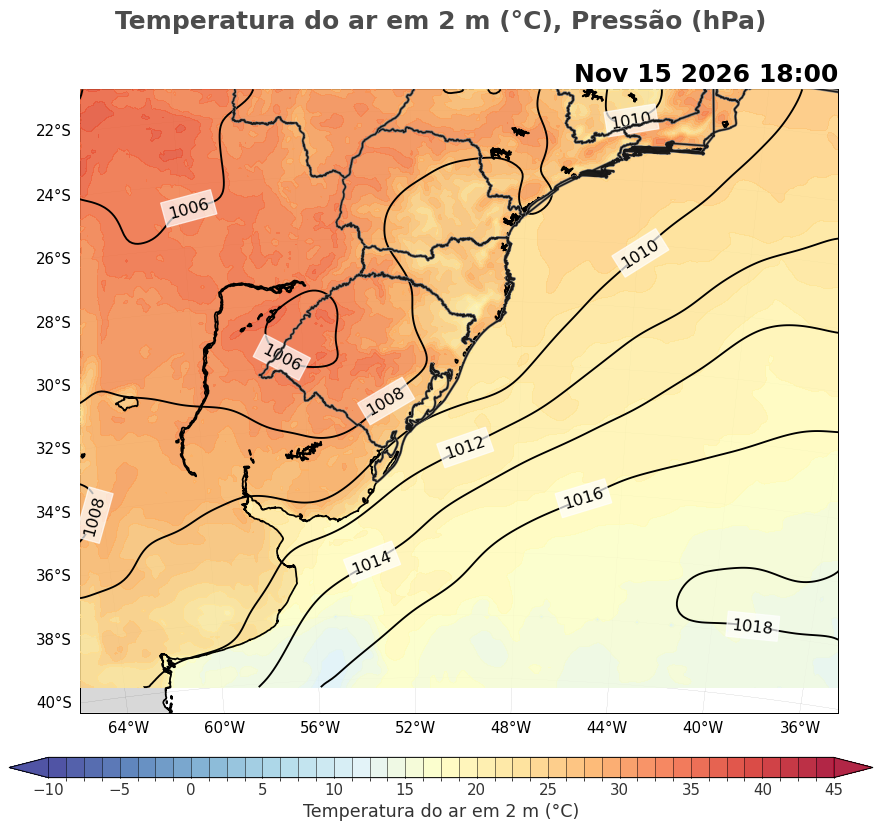 Temperatura do ar em 2 m (°C), Pressão (hPa)
Nov 15 2026 18:00
22°S
24°S
26°S
28°S
30°S
32°S
34°S
36°S
38°S
40°S
1010
1006
1010
1006
1008
1012
1008
1016
1014
1018
64°W 60°W 56°W 52°W 48°W 44°W 40°W 36°W
−10 −5 0 5 10 15 20 25 30 35 40 45
Temperatura do ar em 2 m (°C)